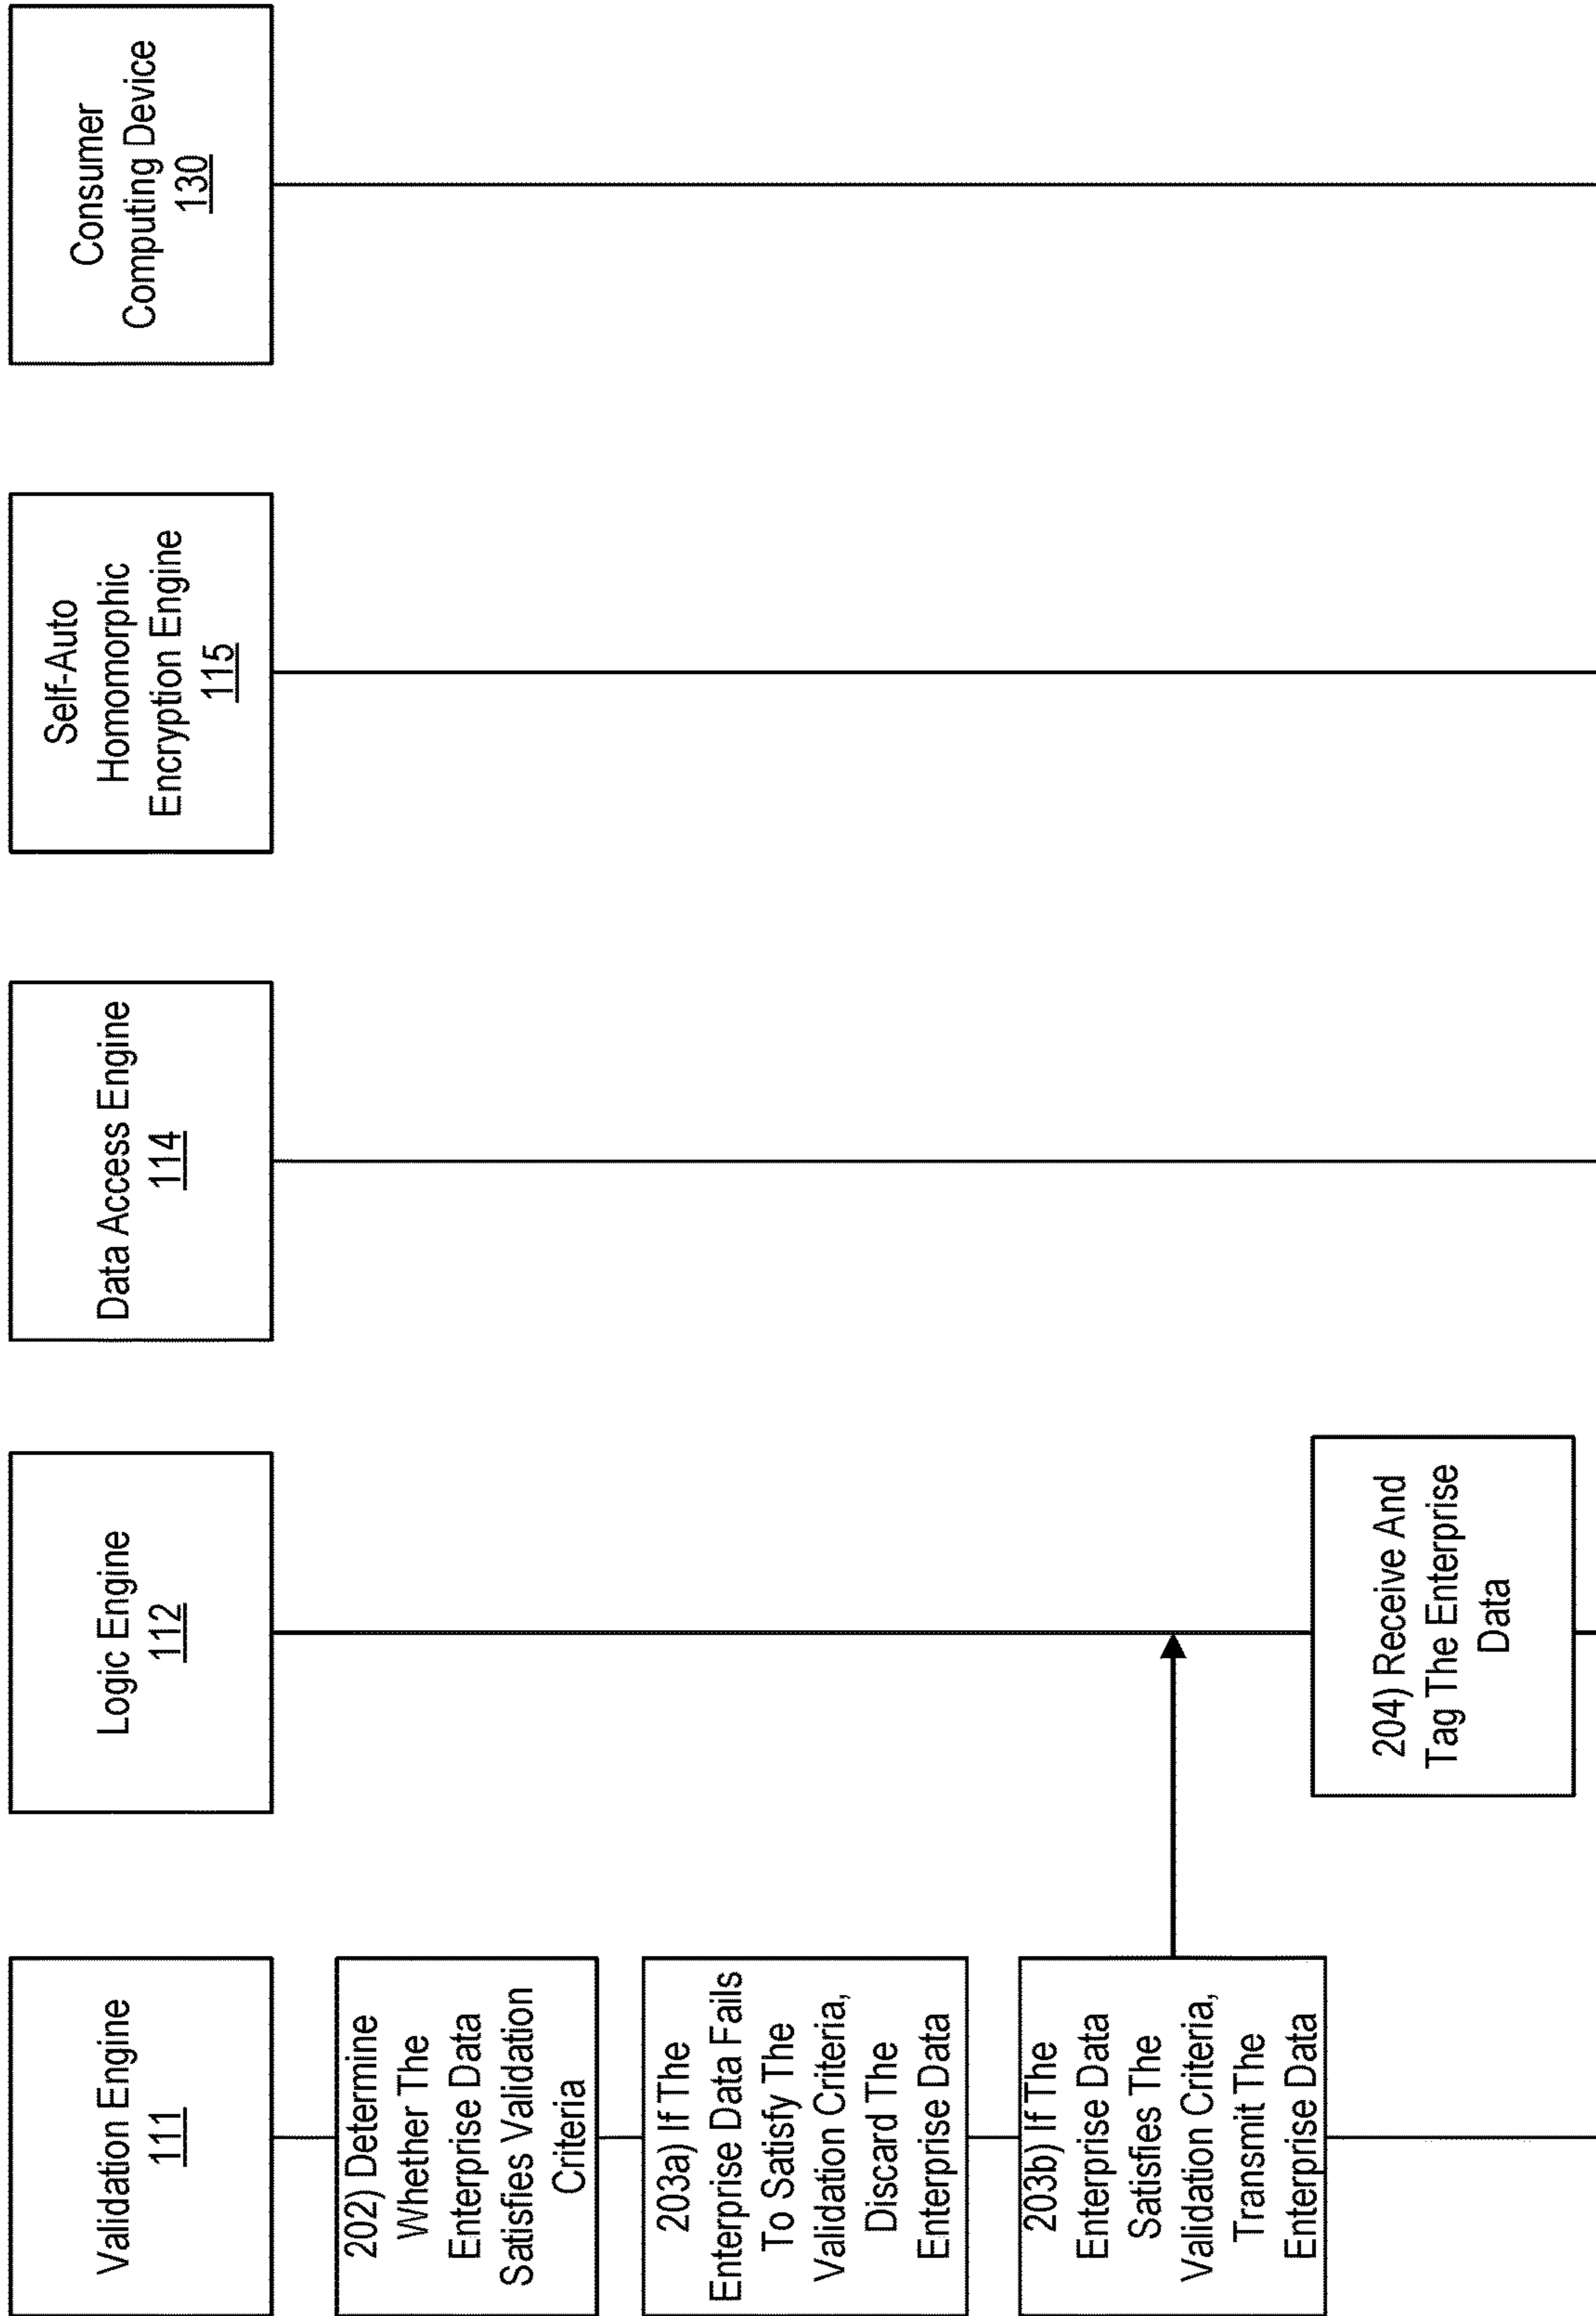 Validation Engine
111
Logic Engine
112
Data Access Engine
114
Self-Auto
Homomorphic
Encryption Engine
115
Consumer
Computing Device
130
202) Determine
Whether The
Enterprise Data
Satisfies Validation
Criteria
203a) If The
Enterprise Data Fails
To Satisfy The
Validation Criteria,
Discard The
Enterprise Data
203b) If The
Enterprise Data
Satisfies The
Validation Criteria,
Transmit The
Enterprise Data
204) Receive And
Tag The Enterprise
Data